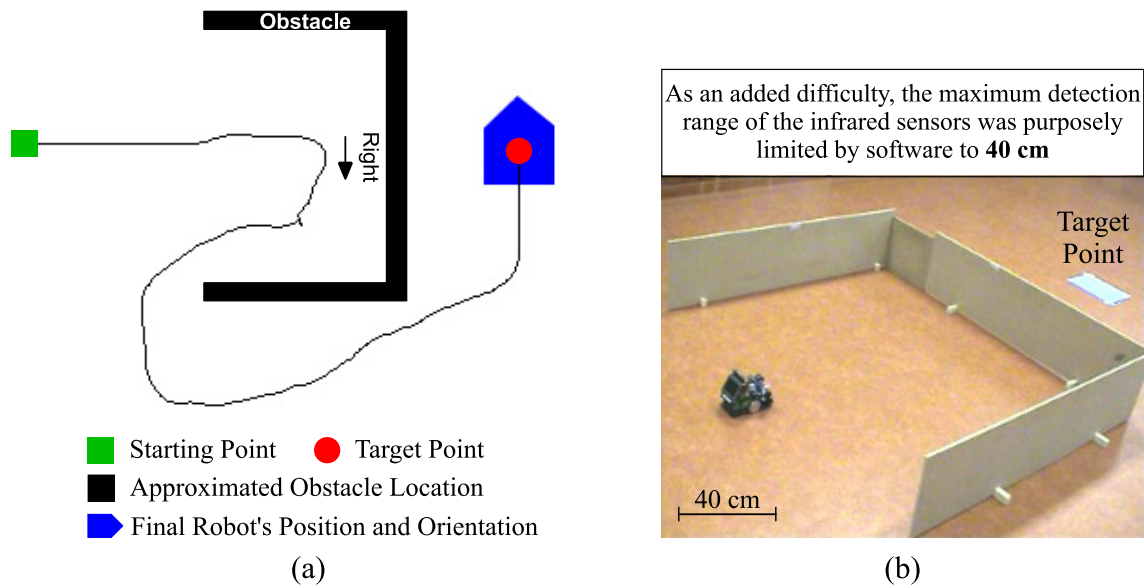 Obstacle
Right
Starting Point
Target Point
Approximated Obstacle Location
Final Robot's Position and Orientation
(a)
As an added difficulty, the maximum detection
range of the infrared sensors was purposely
limited by software to 40 cm
Target
Point
40 cm
(b)